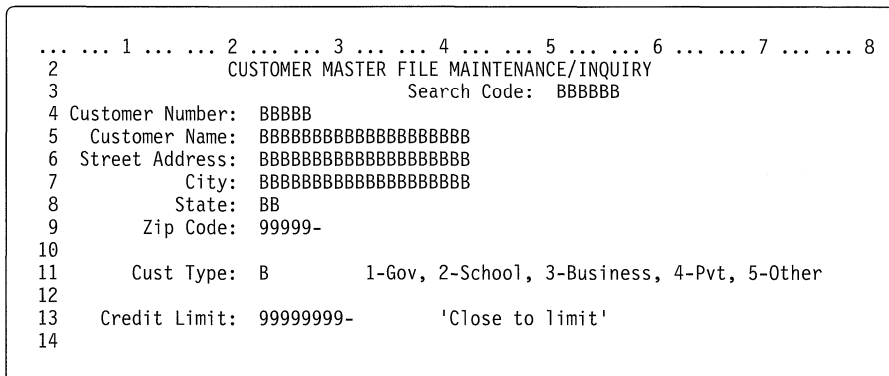 ... ... 1 ... ... 2 ... ... 3 ... ... 4 ... ... 5 ... ... 6 ... ... 7 ... ... 8
2 CUSTOMER MASTER FILE MAINTENANCE/INQUIRY
3 Search Code: BBBBBB
4 Customer Number: BBBBB
5 Customer Name: BBBBBBBBBBBBBBBBBBBB
6 Street Address: BBBBBBBBBBBBBBBBBBBB
7 City: BBBBBBBBBBBBBBBBBBBB
8 State: BB
9 Zip Code: 99999-
10
11 Cust Type: B 1-Gov, 2-School, 3-Business, 4-Pvt, 5-Other
12
13 Credit Limit: 99999999- 'Close to limit'
14